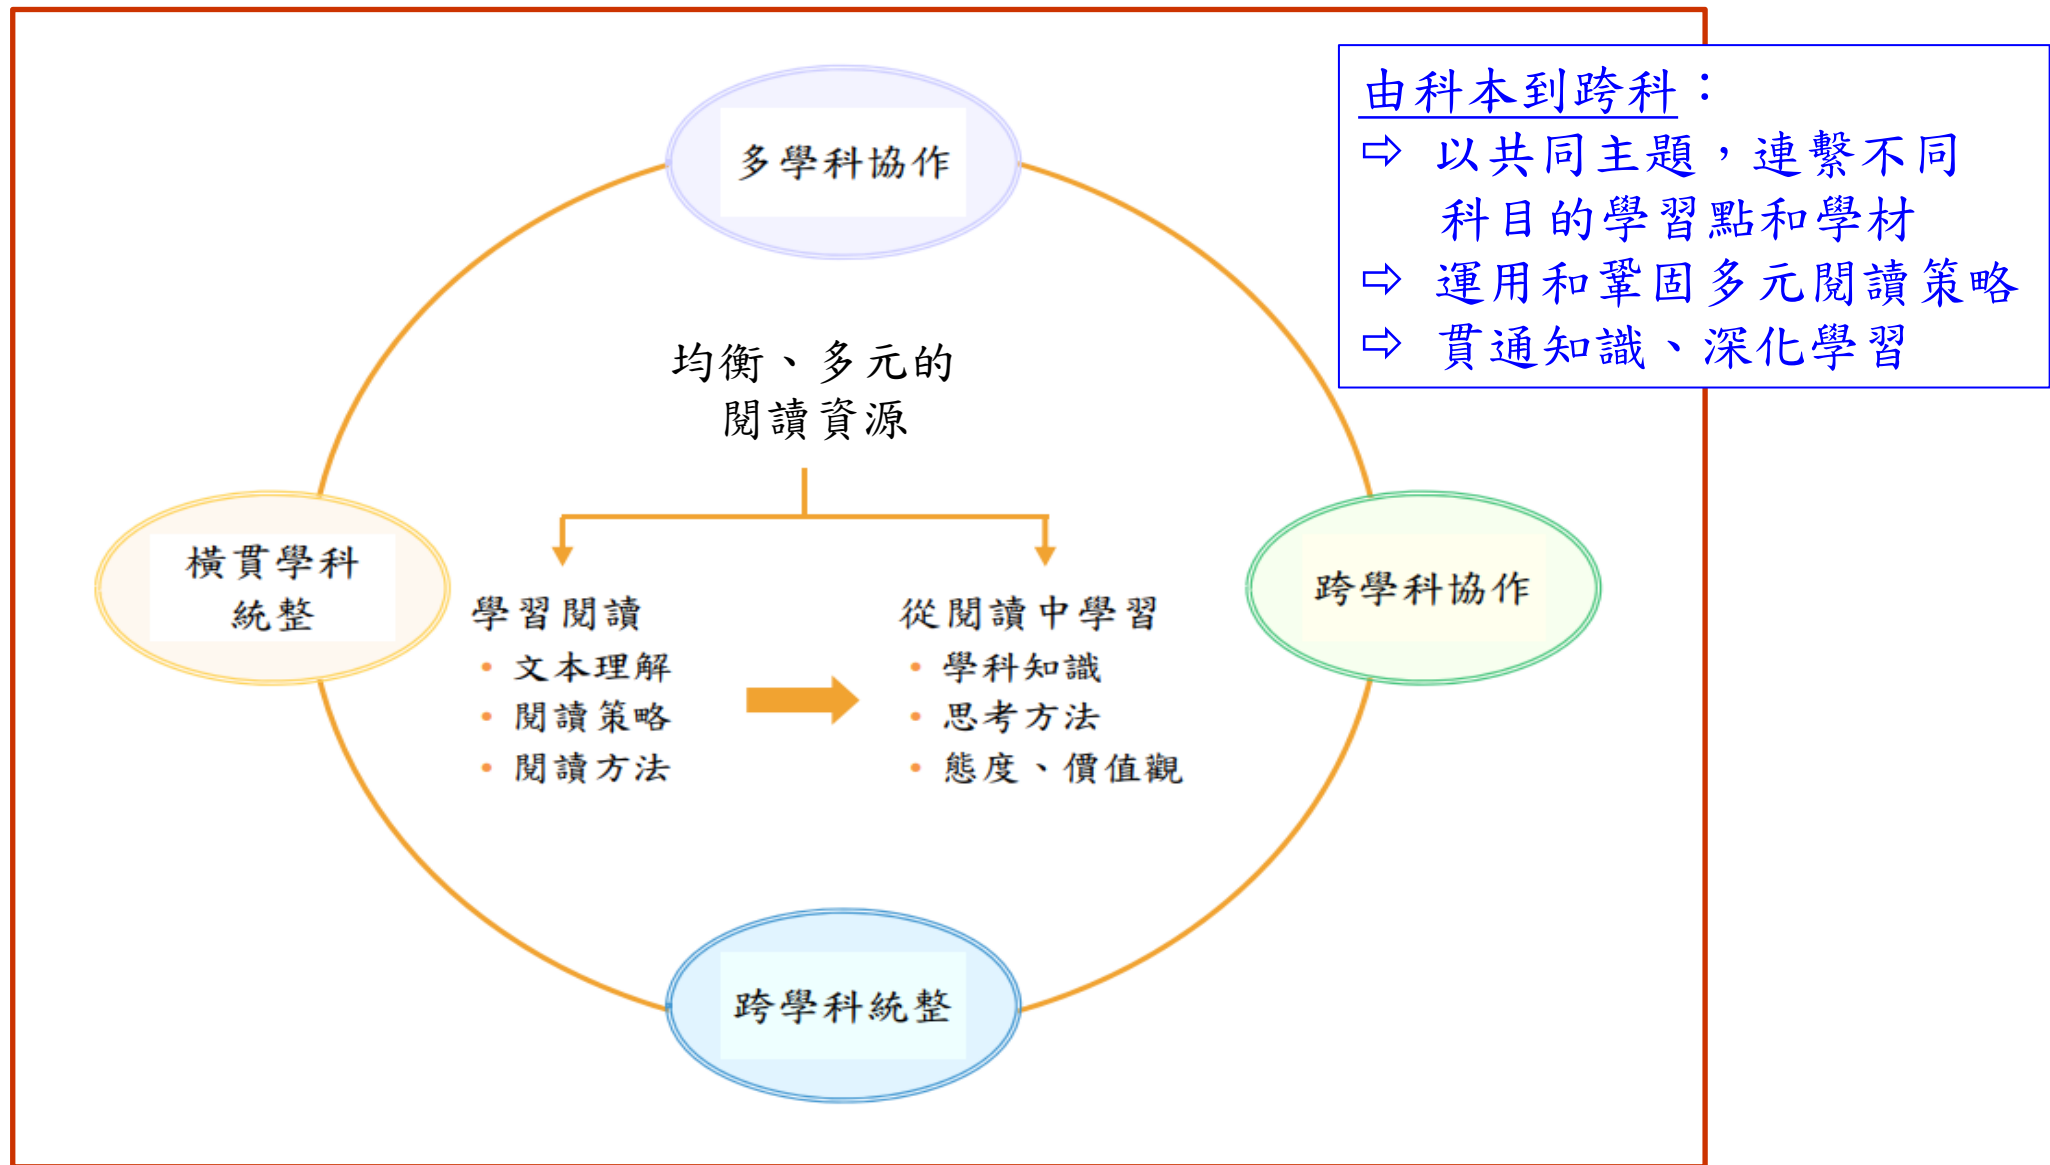 由科本到跨科：
⇨ 以共同主題，連繫不同
科目的學習點和學材
⇨ 運用和鞏固多元閱讀策略
⇨ 貫通知識、深化學習
多學科協作
均衡、多元的
閱讀資源
橫貫學科
統整
跨學科協作
學習閱讀
• 文本理解
• 閱讀策略
• 閱讀方法
從閱讀中學習
• 學科知識
• 思考方法
• 態度、價值觀
跨學科統整